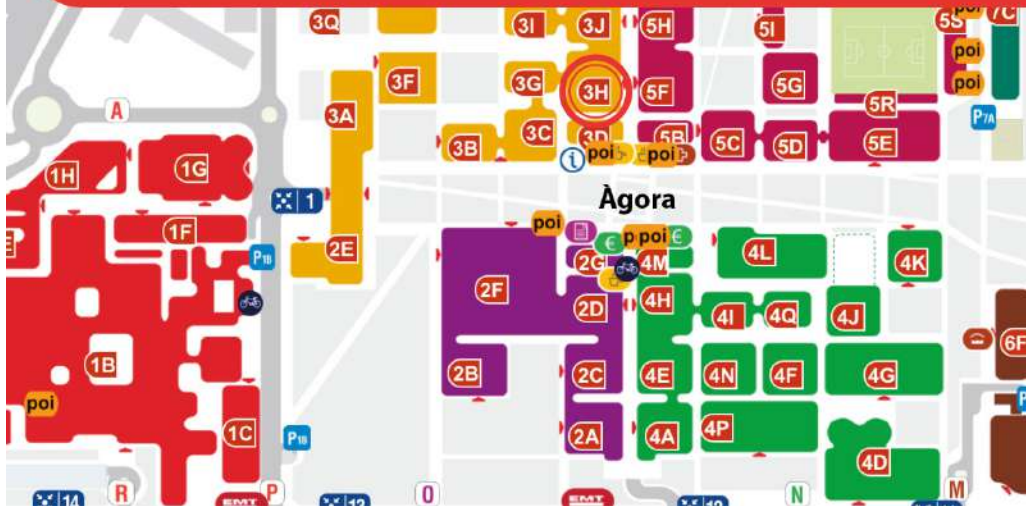 3Q
3I
3J
5H
5I
5S
poi
7C
3F
3G
3H
5F
5G
poi
poi
A
3A
5R
P7A
3B
3C
3D
5B
5C
5D
5E
i
poi
poi
1H
1G
1
Àgora
1F
2E
poi
€
poi
€
4L
4K
P1B
2G
4M
2F
2D
4H
4I
4Q
4J
6F
1B
2B
2C
4E
4N
4F
4G
poi
1C
P1B
2A
4A
4P
4D
14
R
EMT
P
O
EMT
N
M